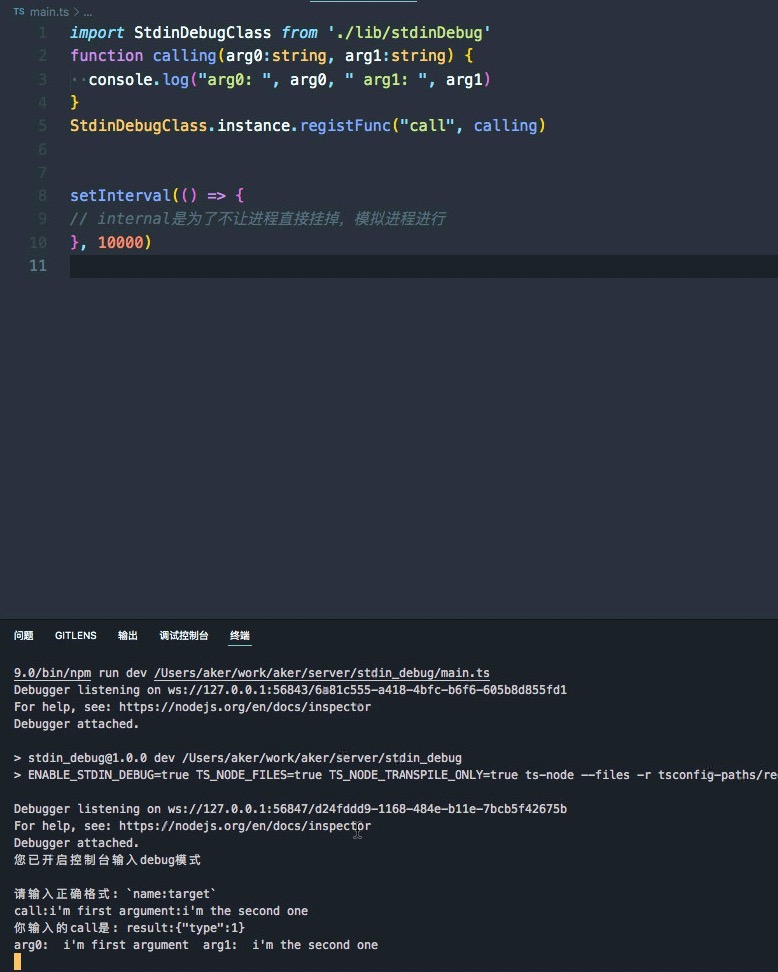 TS main.ts > ...
1 import StdinDebugClass from './lib/stdinDebug'
2 function calling(arg0:string, arg1:string) {
3 ··console.log("arg0: ", arg0, " arg1: ", arg1)
4 }
5 StdinDebugClass.instance.registFunc("call", calling)
6
7
8 setInterval(() => {
9 // internal是为了不让进程直接挂掉，模拟进程进行
10 }, 10000)
11
问题 GITLENS 输出 调试控制台 终端
9.0/bin/npm run dev /Users/aker/work/aker/server/stdin_debug/main.ts
Debugger listening on ws://127.0.0.1:56843/6a81c555-a418-4bfc-b6f6-605b8d855fd1
For help, see: https://nodejs.org/en/docs/inspector
Debugger attached.
> stdin_debug@1.0.0 dev /Users/aker/work/aker/server/stdin_debug
> ENABLE_STDIN_DEBUG=true TS_NODE_FILES=true TS_NODE_TRANSPILE_ONLY=true ts-node --files -r tsconfig-paths/re
Debugger listening on ws://127.0.0.1:56847/d24fddd9-1168-484e-b11e-7bcb5f42675b
For help, see: https://nodejs.org/en/docs/inspector
Debugger attached.
您已开启控制台输入debug模式
请输入正确格式: `name:target`
call:i'm first argument:i'm the second one
你输入的call是: result:{"type":1}
arg0:  i'm first argument  arg1:  i'm the second one